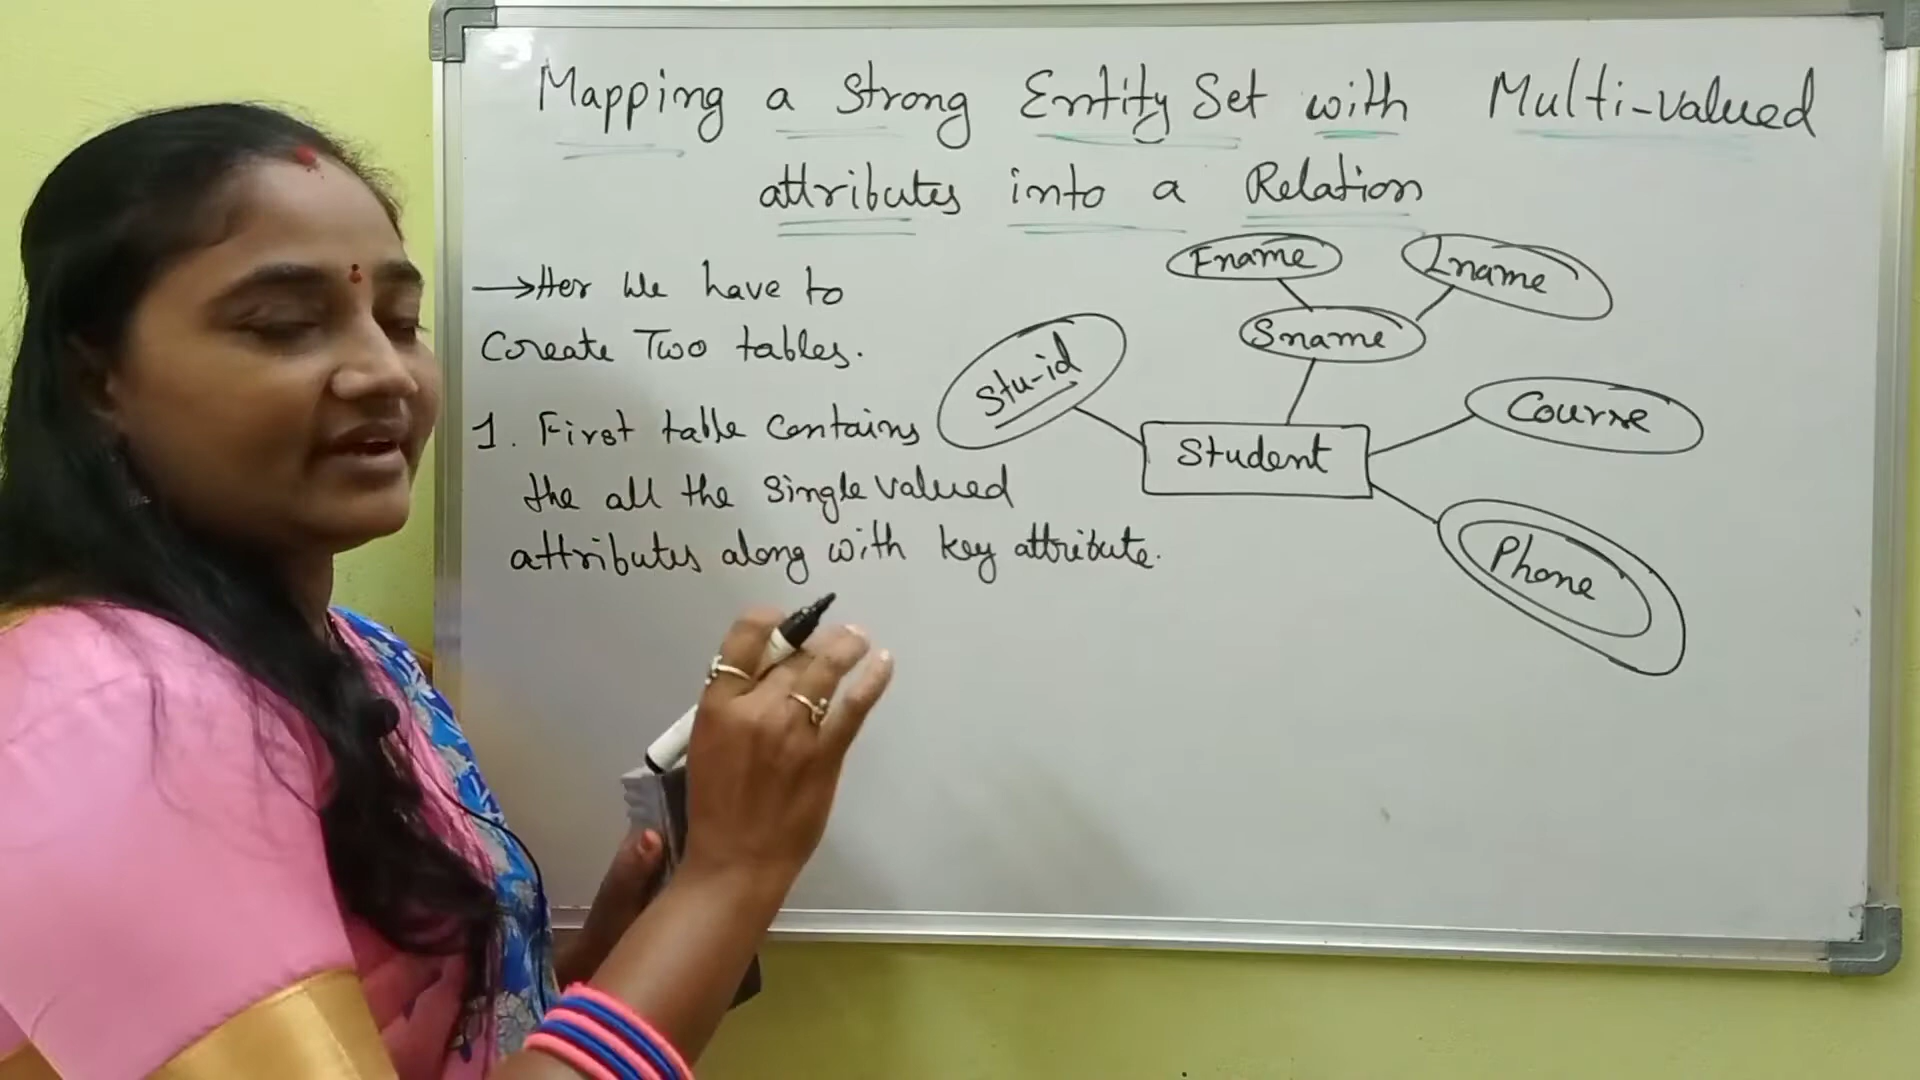 Mapping a Strong Entity Set with Multi-valued
attributes into a Relation
→Her We have to
Create Two tables.
1. First table Contains
the all the Single valued
attributes along with key attribute.
Fname
Lname
Sname
Stu-id
Course
Student
Phone